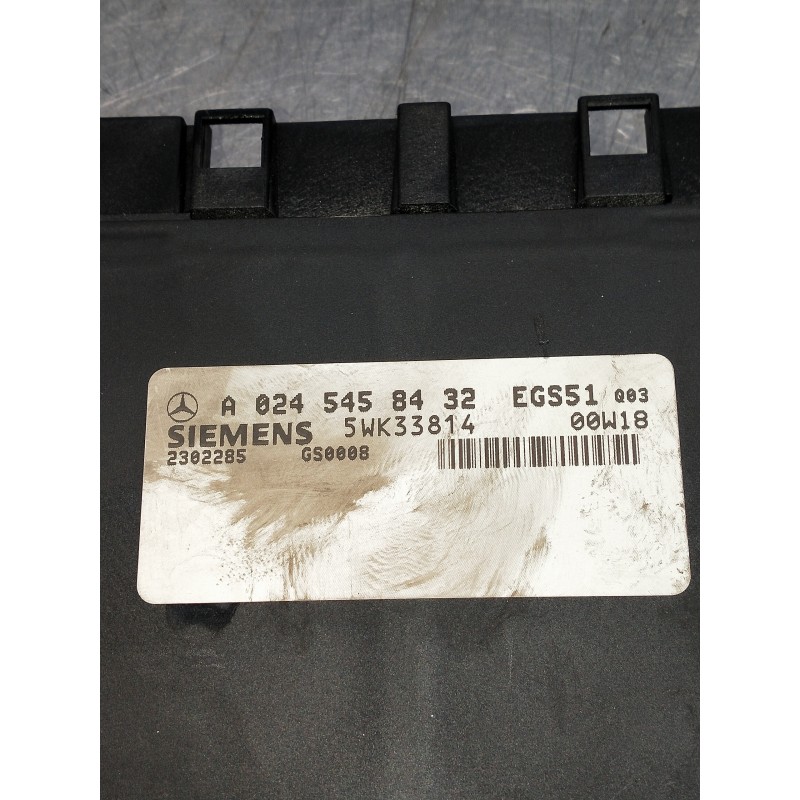 A 024 545 84 32 EGS51 Q03
SIEMENS 5WK33814 00W18
2302285 GS0008